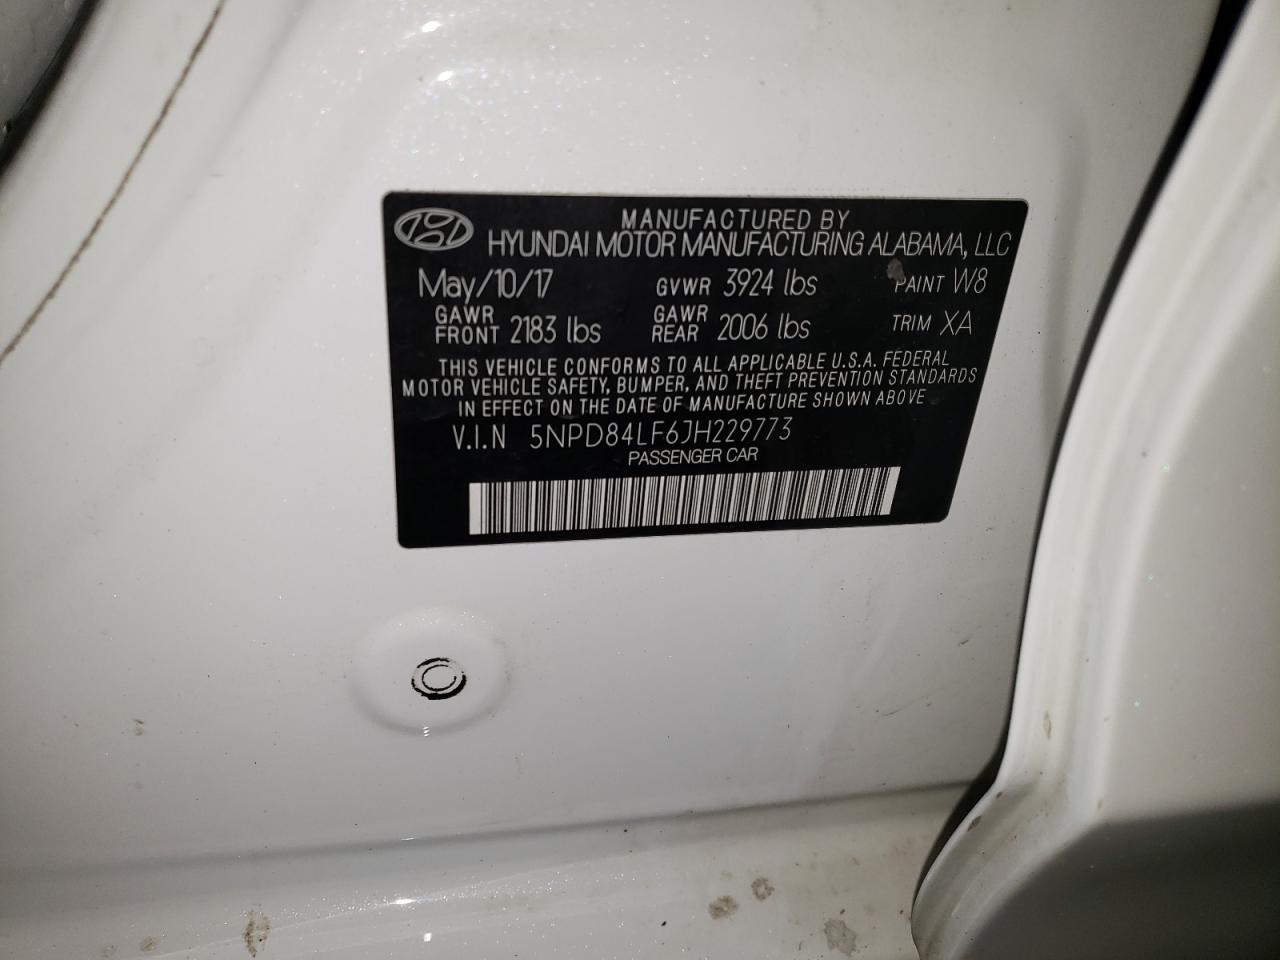 MANUFACTURED BY
HYUNDAI MOTOR MANUFACTURING ALABAMA, LLC
May/10/17 GVWR 3924 lbs PAINT W8
GAWR FRONT 2183 lbs GAWR REAR 2006 lbs TRIM XA
THIS VEHICLE CONFORMS TO ALL APPLICABLE U.S.A. FEDERAL
MOTOR VEHICLE SAFETY, BUMPER, AND THEFT PREVENTION STANDARDS
IN EFFECT ON THE DATE OF MANUFACTURE SHOWN ABOVE
V.I.N 5NPD84LF6JH229773
PASSENGER CAR